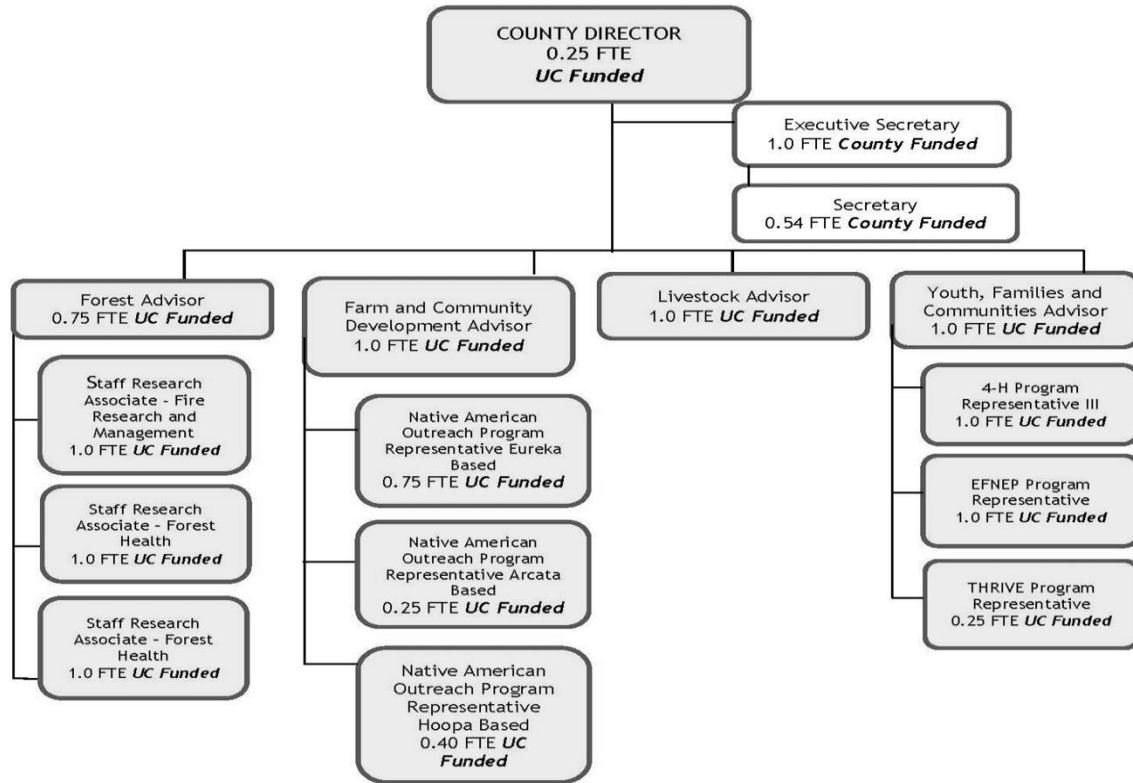 COUNTY DIRECTOR
0.25 FTE
UC Funded
Executive Secretary
1.0 FTE County Funded
Secretary
0.54 FTE County Funded
Forest Advisor
0.75 FTE UC Funded
Staff Research
Associate - Fire
Research and
Management
1.0 FTE UC Funded
Staff Research
Associate - Forest
Health
1.0 FTE UC Funded
Staff Research
Associate - Forest
Health
1.0 FTE UC Funded
Farm and Community
Development Advisor
1.0 FTE UC Funded
Native American
Outreach Program
Representative Eureka
Based
0.75 FTE UC Funded
Native American
Outreach Program
Representative Arcata
Based
0.25 FTE UC Funded
Native American
Outreach Program
Representative
Hoopa Based
0.40 FTE UC
Funded
Livestock Advisor
1.0 FTE UC Funded
Youth, Families and
Communities Advisor
1.0 FTE UC Funded
4-H Program
Representative III
1.0 FTE UC Funded
EFNEP Program
Representative
1.0 FTE UC Funded
THRIVE Program
Representative
0.25 FTE UC Funded